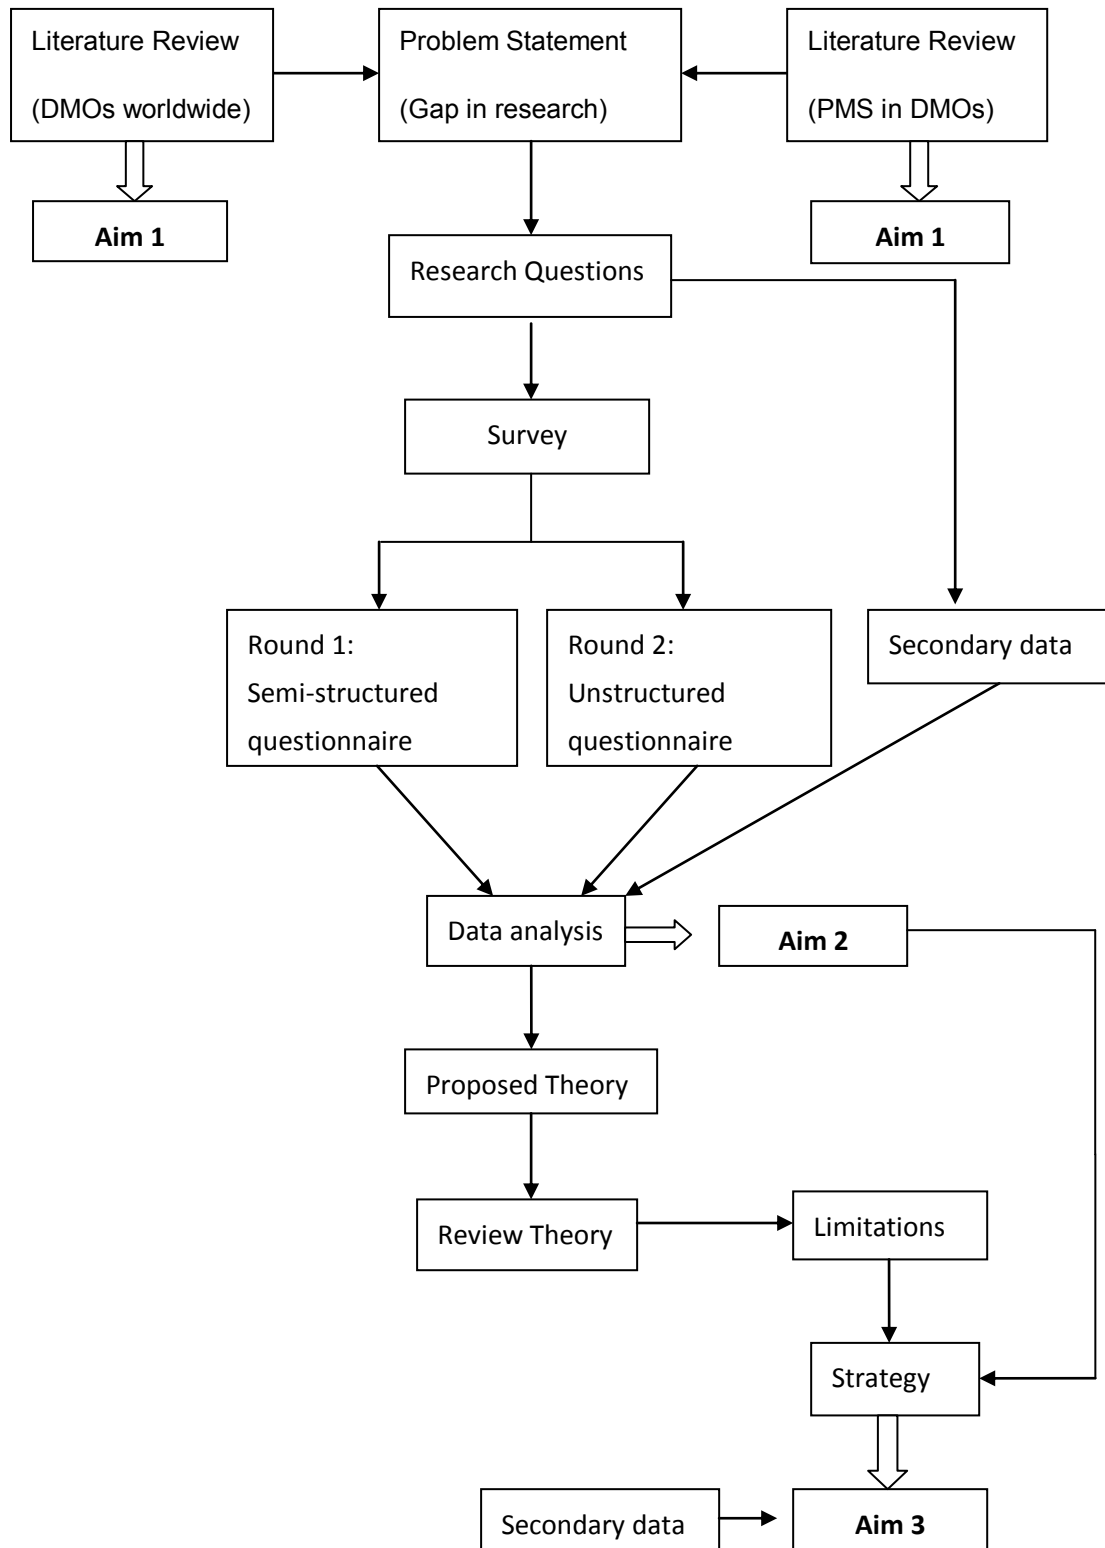 Literature Review
(DMOs worldwide)
Problem Statement
(Gap in research)
Literature Review
(PMS in DMOs)
Aim 1
Aim 1
Research Questions
Survey
Round 1:
Semi-structured
questionnaire
Round 2:
Unstructured
questionnaire
Secondary data
Data analysis
Aim 2
Proposed Theory
Review Theory
Limitations
Strategy
Secondary data
Aim 3